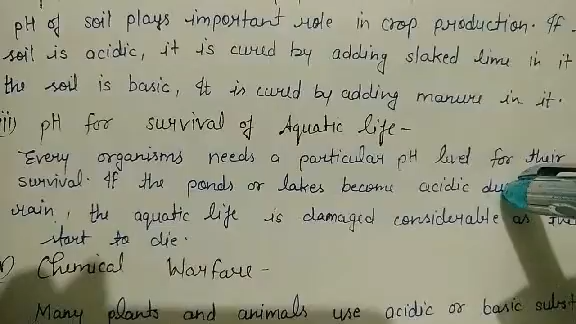 pH of soil plays important role in crop production. If
soil is acidic, it is cured by adding slaked lime in it
the soil is basic, It is cured by adding manure in it.
iii) pH for survival of Aquatic life -
Every organisms needs a particular pH level for their
survival. If the ponds or lakes become acidic du
rain, the aquatic life is damaged considerable as
start to die.
Chemical Warfare -
Many plants and animals use acidic or basic subst